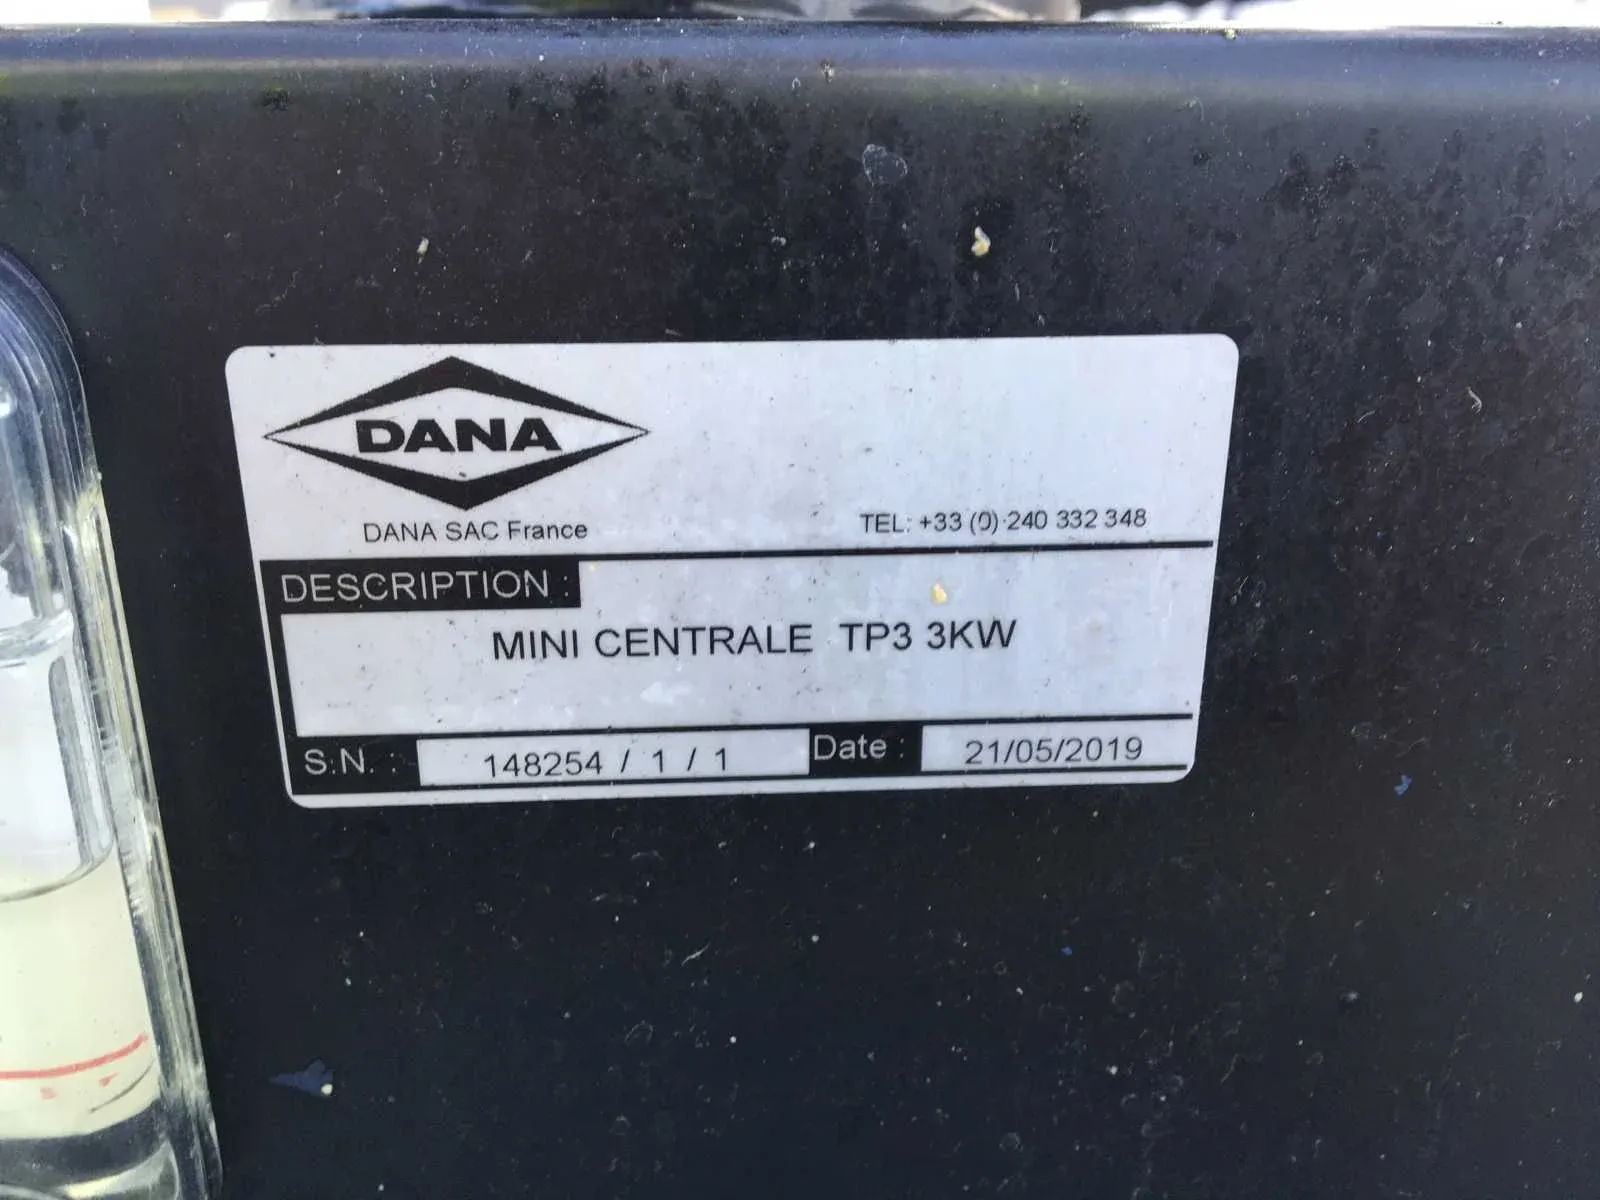 DANA
DANA SAC France
TEL: +33 (0) 240 332 348
DESCRIPTION :
MINI CENTRALE TP3 3KW
S.N. : 148254 / 1 / 1 Date : 21/05/2019